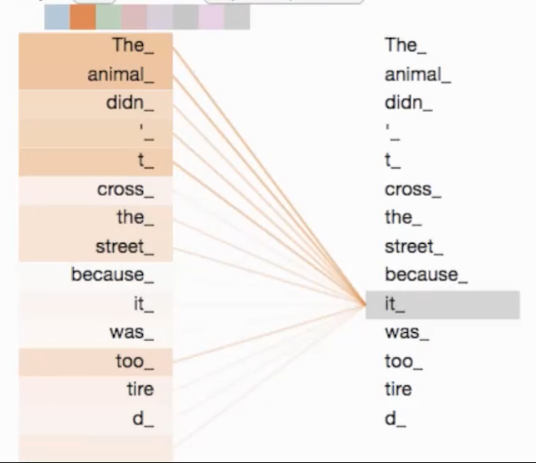 The_ The_
animal_ animal_
didn_ didn_
'_ '_
t_ t_
cross_ cross_
the_ the_
street_ street_
because_ because_
it_ it_
was_ was_
too_ too_
tire tire
d_ d_